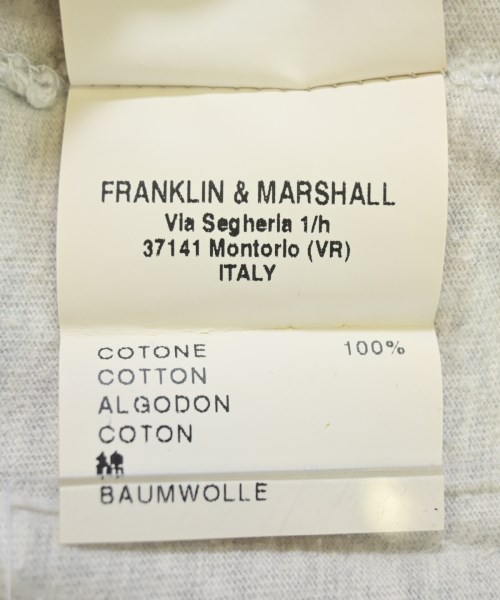 FRANKLIN & MARSHALL
Via Segheria 1/h
37141 Montorio (VR)
ITALY
COTONE 100%
COTTON
ALGODON
COTON
BAUMWOLLE